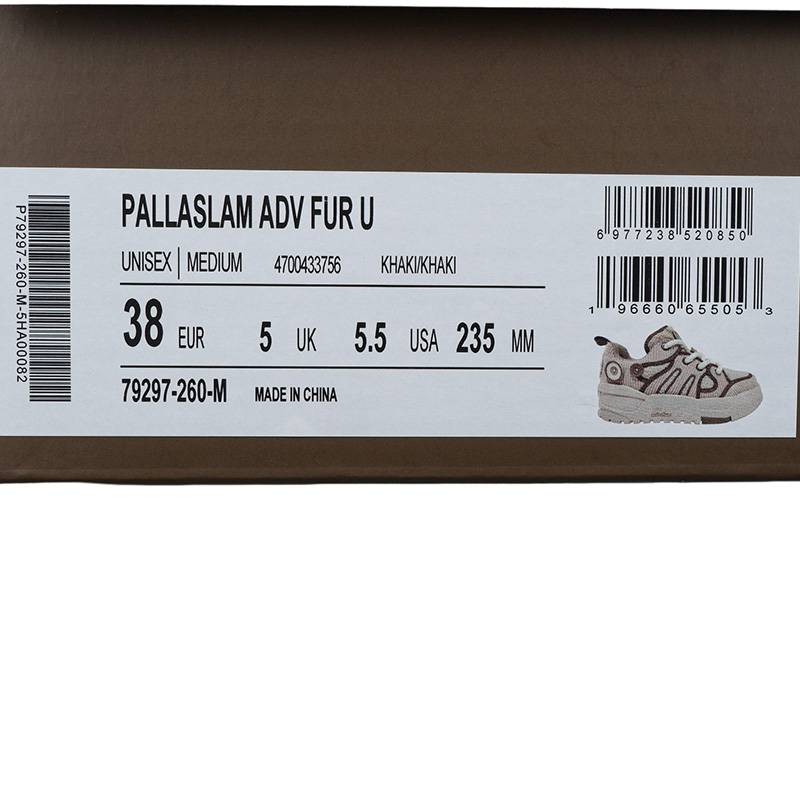 P79297-260-M-5HA00082
PALLASLAM ADV FUR U
UNISEX | MEDIUM 4700433756 KHAKI/KHAKI
38 EUR 5 UK 5.5 USA 235 MM
79297-260-M MADE IN CHINA
6 977238 520850
1 96660 65505 3